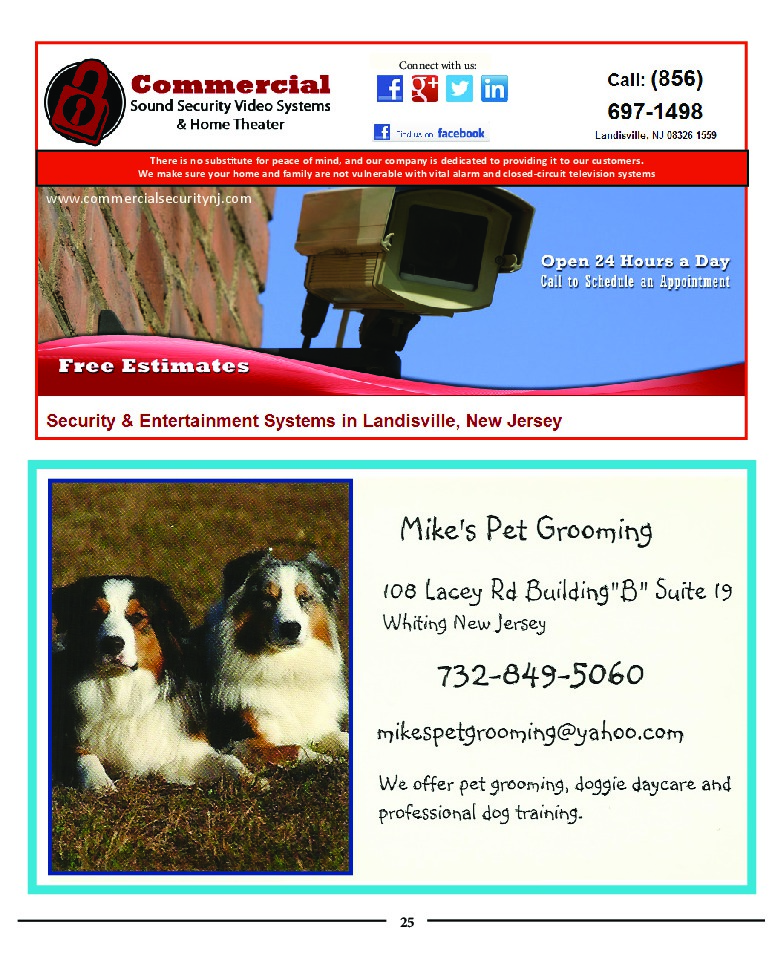 Commercial
Sound Security Video Systems
& Home Theater
Connect with us:
f g+ in
f Find us on facebook
Call: (856)
697-1498
Landisville, NJ 08326 1559
There is no substitute for peace of mind, and our company is dedicated to providing it to our customers.
We make sure your home and family are not vulnerable with vital alarm and closed-circuit television systems
www.commercialsecuritynj.com
Open 24 Hours a Day
Call to Schedule an Appointment
Free Estimates
Security & Entertainment Systems in Landisville, New Jersey
Mike's Pet Grooming
108 Lacey Rd Building"B" Suite 19
Whiting New Jersey
732-849-5060
mikespetgrooming@yahoo.com
We offer pet grooming, doggie daycare and
professional dog training.
25